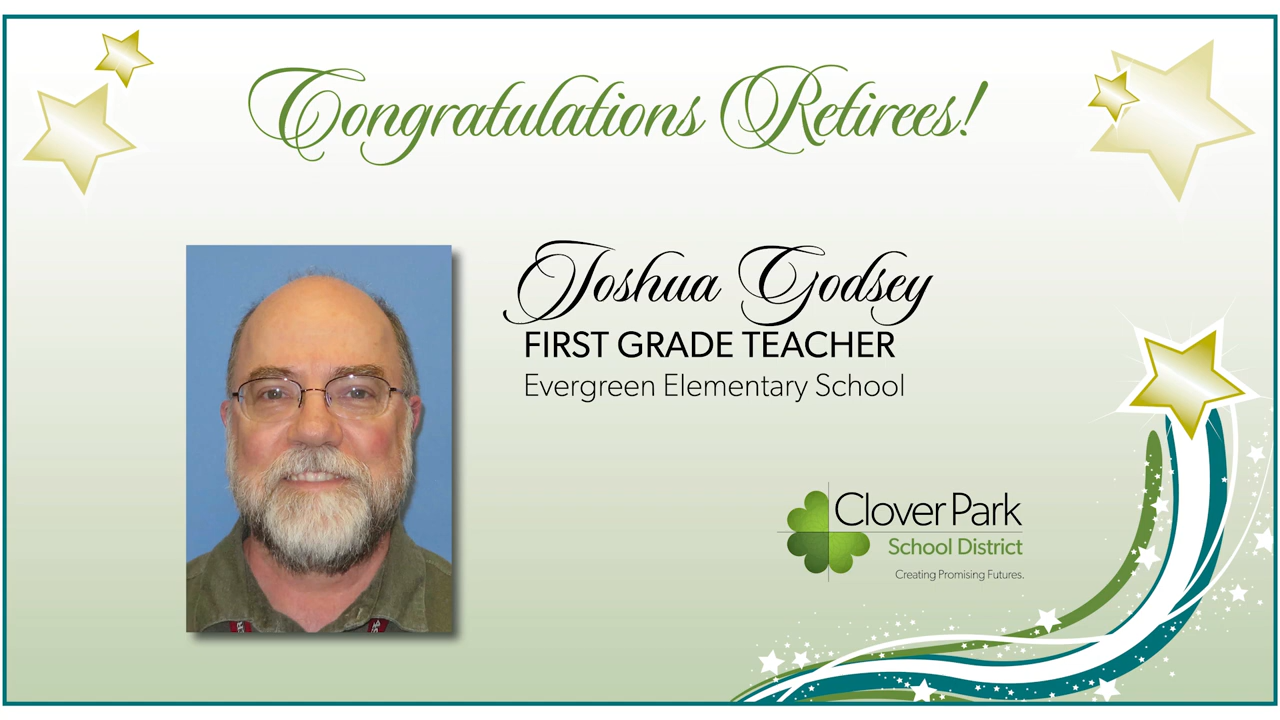 Congratulations Retirees!
Joshua Godsey
FIRST GRADE TEACHER
Evergreen Elementary School
Clover Park
School District
Creating Promising Futures.